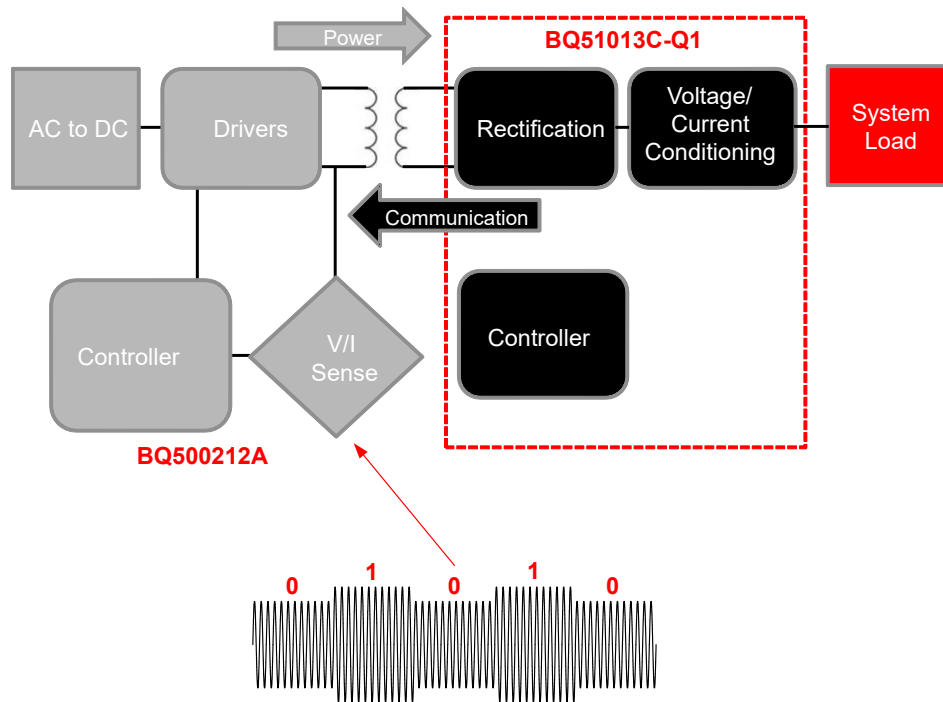 Power
BQ51013C-Q1
AC to DC
Drivers
Rectification
Voltage/
Current
Conditioning
System
Load
Communication
Controller
V/I
Sense
Controller
BQ500212A
0
1
0
1
0